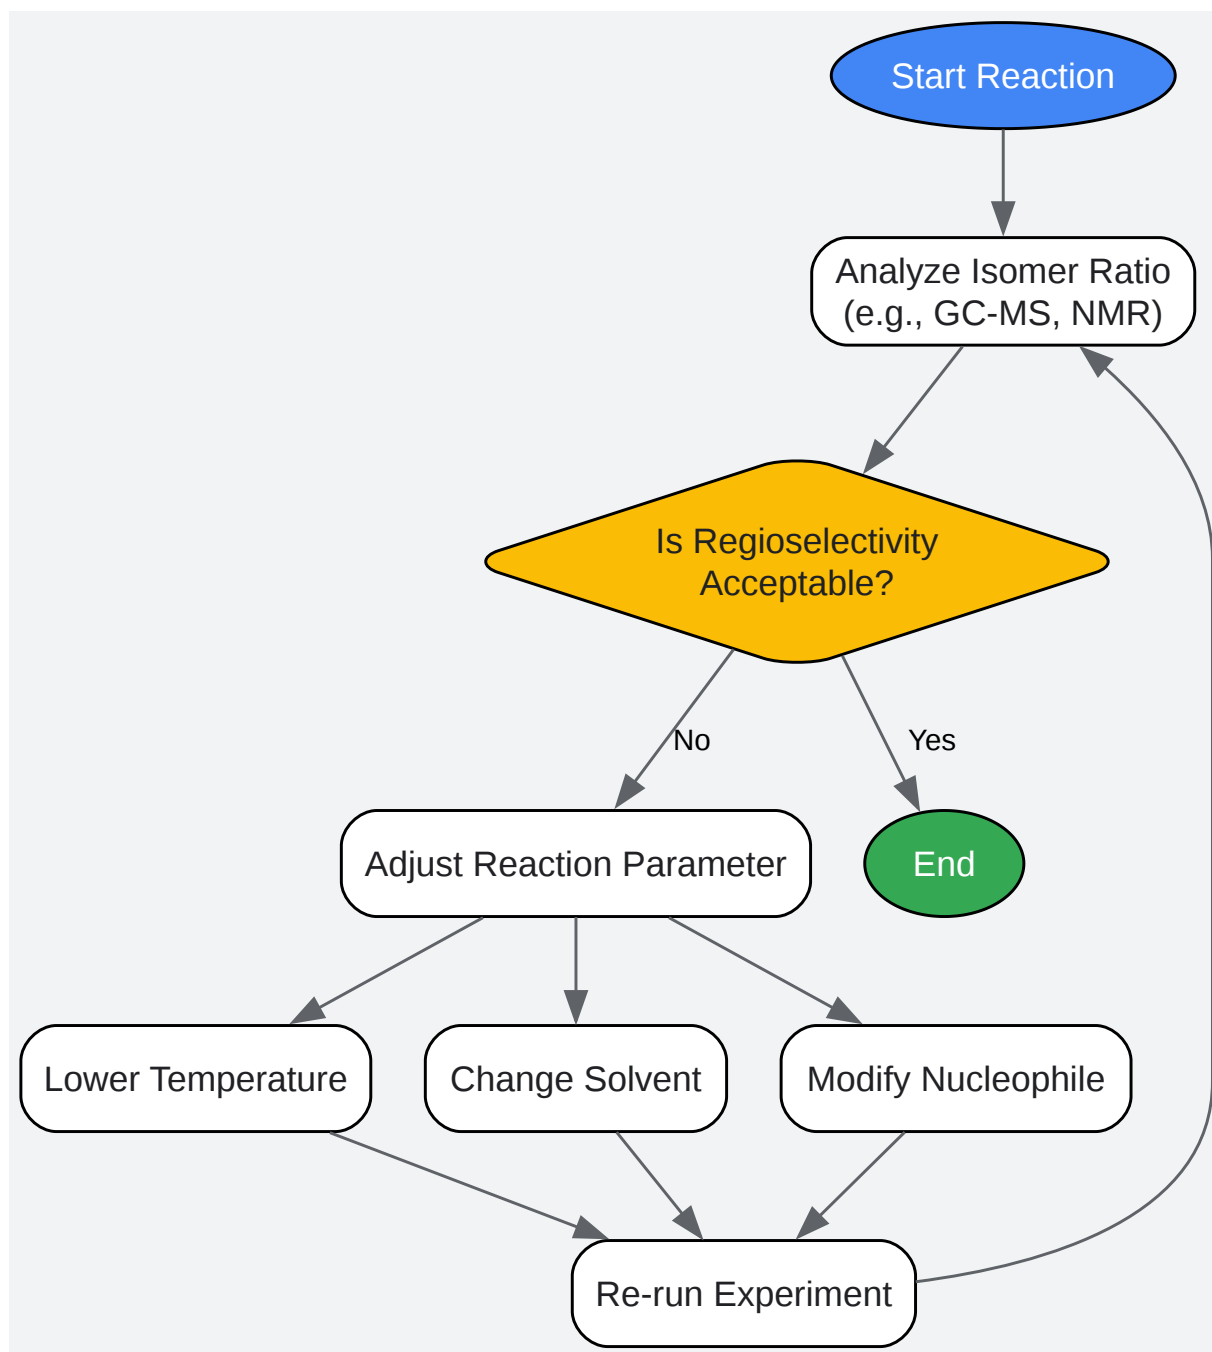 Start Reaction
Analyze Isomer Ratio
(e.g., GC-MS, NMR)
Is Regioselectivity
Acceptable?
No
Yes
Adjust Reaction Parameter
End
Lower Temperature
Change Solvent
Modify Nucleophile
Re-run Experiment